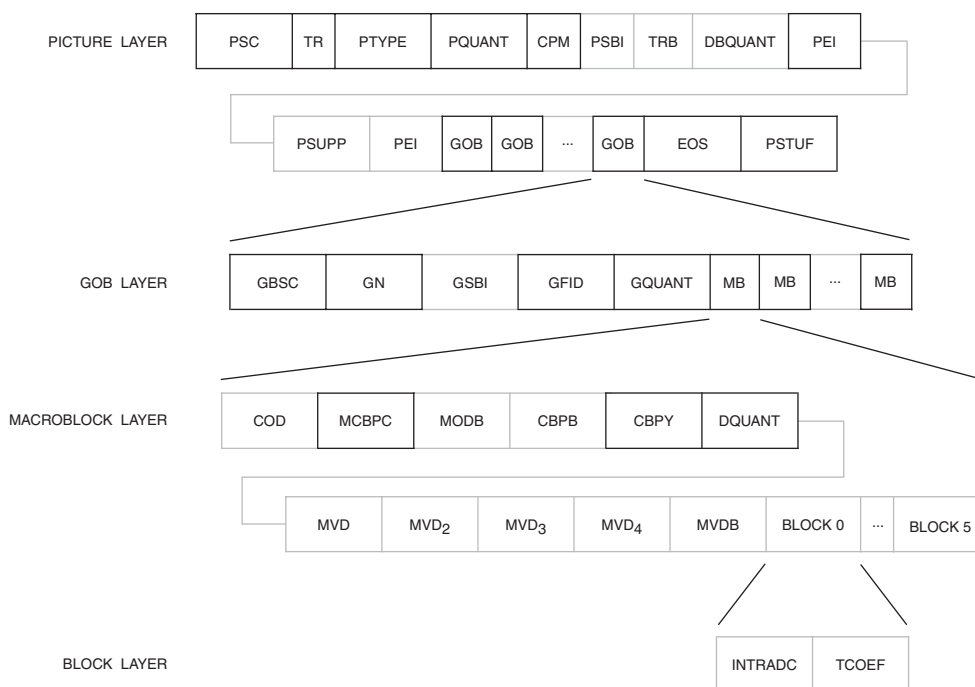 PICTURE LAYER PSC TR PTYPE PQUANT CPM PSBI TRB DBQUANT PEI
PSUPP PEI GOB GOB ... GOB EOS PSTUF
GOB LAYER GBSC GN GSBI GFID GQUANT MB MB ... MB
MACROBLOCK LAYER COD MCBPC MODB CBPB CBPY DQUANT
MVD MVD2 MVD3 MVD4 MVDB BLOCK 0 ... BLOCK 5
BLOCK LAYER INTRADC TCOEF